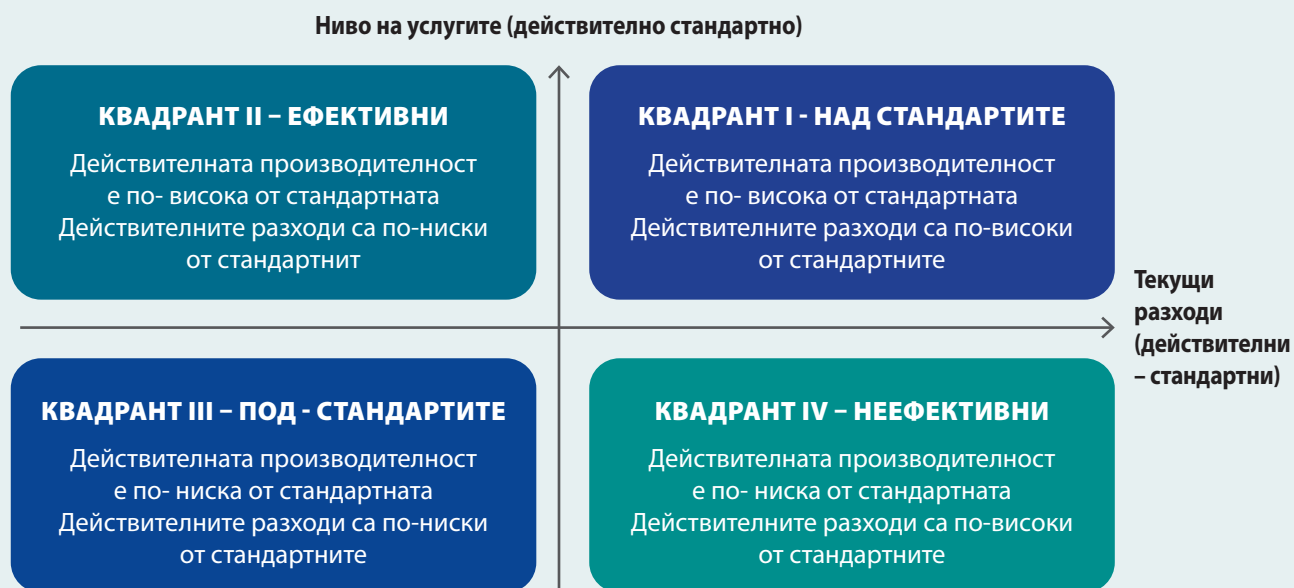 Ниво на услугите (действително стандартно)
КВАДРАНТ II – ЕФЕКТИВНИ
Действителната производителност
е по- висока от стандартната
Действителните разходи са по-ниски
от стандартнит
КВАДРАНТ I - НАД СТАНДАРТИТЕ
Действителната производителност
е по- висока от стандартната
Действителните разходи са по-високи
от стандартните
Текущи
разходи
(действителни
– стандартни)
КВАДРАНТ III – ПОД - СТАНДАРТИТЕ
Действителната производителност
е по- ниска от стандартната
Действителните разходи са по-ниски
от стандартните
КВАДРАНТ IV – НЕЕФЕКТИВНИ
Действителната производителност
е по- ниска от стандартната
Действителните разходи са по-високи
от стандартните